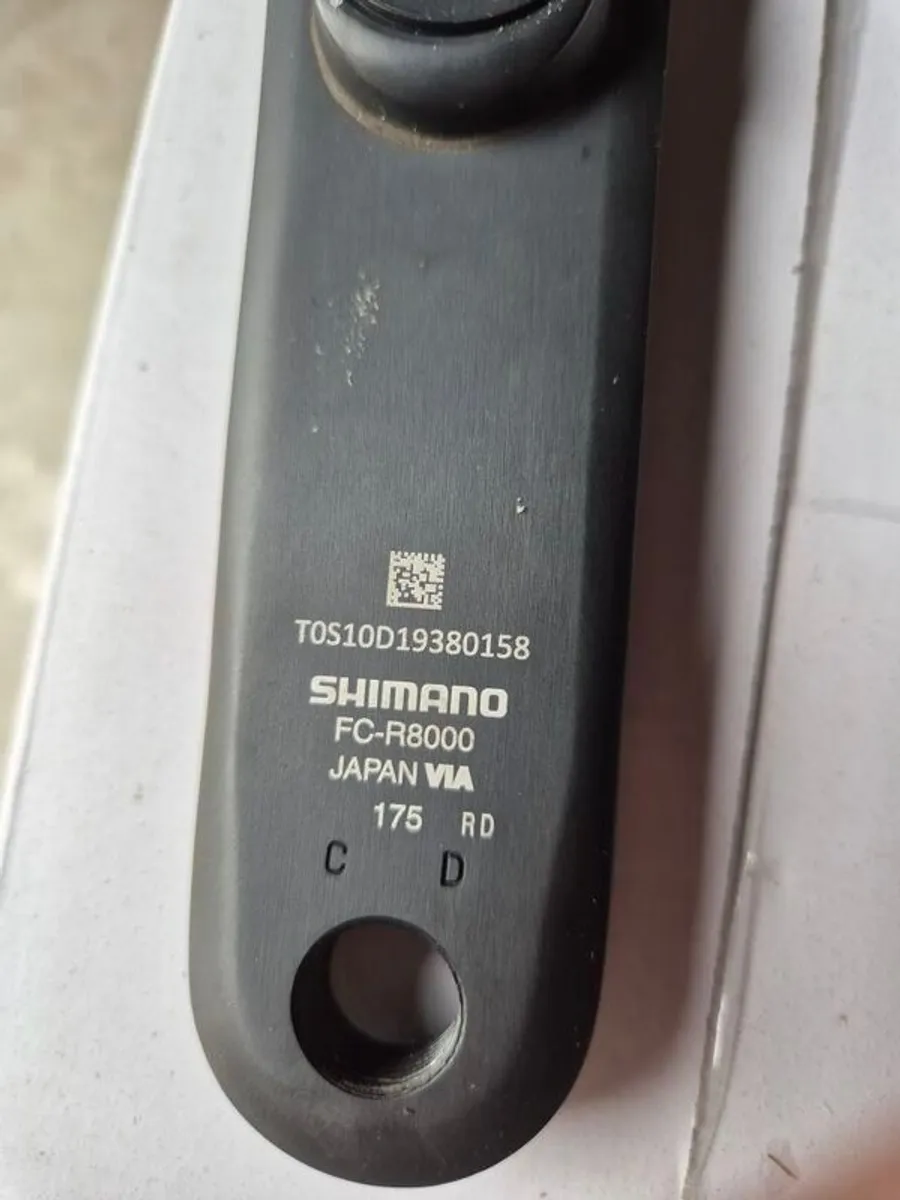 T0S10D19380158
SHIMANO
FC-R8000
JAPAN VIA
175 RD
C D